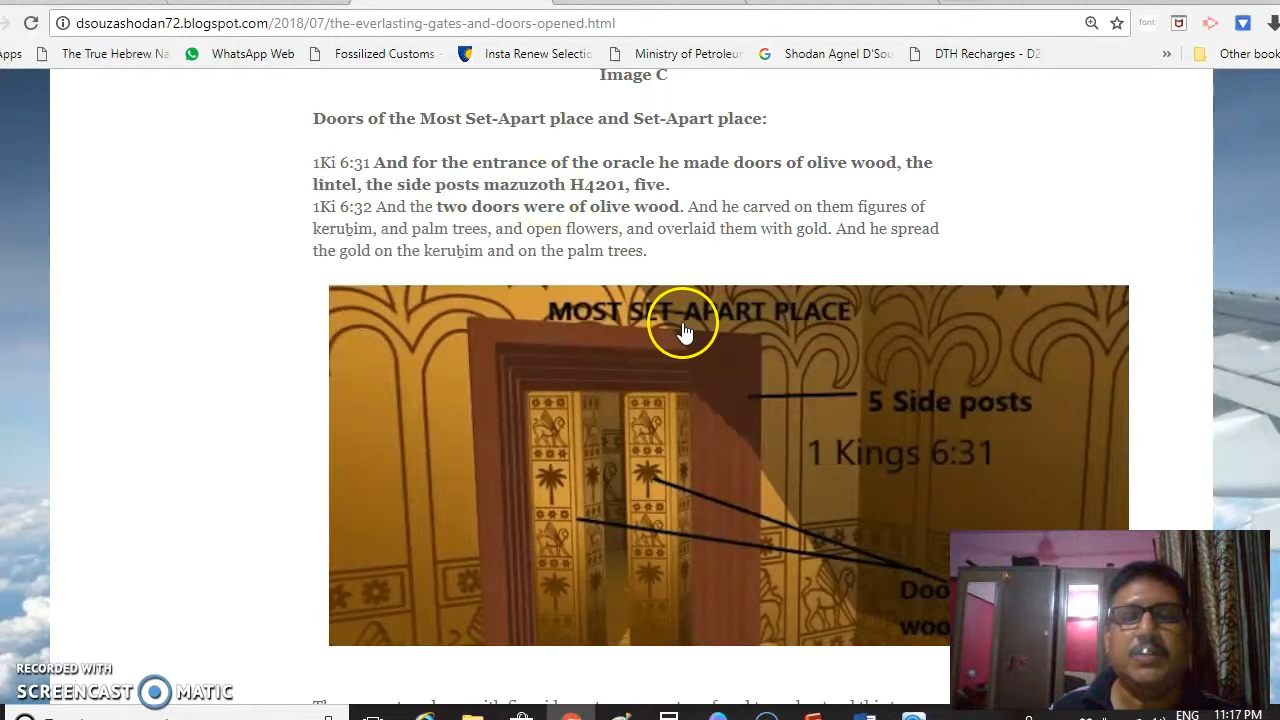 dsouzashodan72.blogspot.com/2018/07/the-everlasting-gates-and-doors-opened.html
font
Apps The True Hebrew Na WhatsApp Web Fossilized Customs - Insta Renew Selectio Ministry of Petroleu Shodan Agnel D'Sou DTH Recharges - D2 » Other book
Image C
Doors of the Most Set-Apart place and Set-Apart place:
1Ki 6:31 And for the entrance of the oracle he made doors of olive wood, the
lintel, the side posts mazuzoth H4201, five.
1Ki 6:32 And the two doors were of olive wood. And he carved on them figures of
keruḇim, and palm trees, and open flowers, and overlaid them with gold. And he spread
the gold on the keruḇim and on the palm trees.
MOST SET-APART PLACE
5 Side posts
1 Kings 6:31
Doo
woo
RECORDED WITH
SCREENCAST MATIC
ENG 11:17 PM